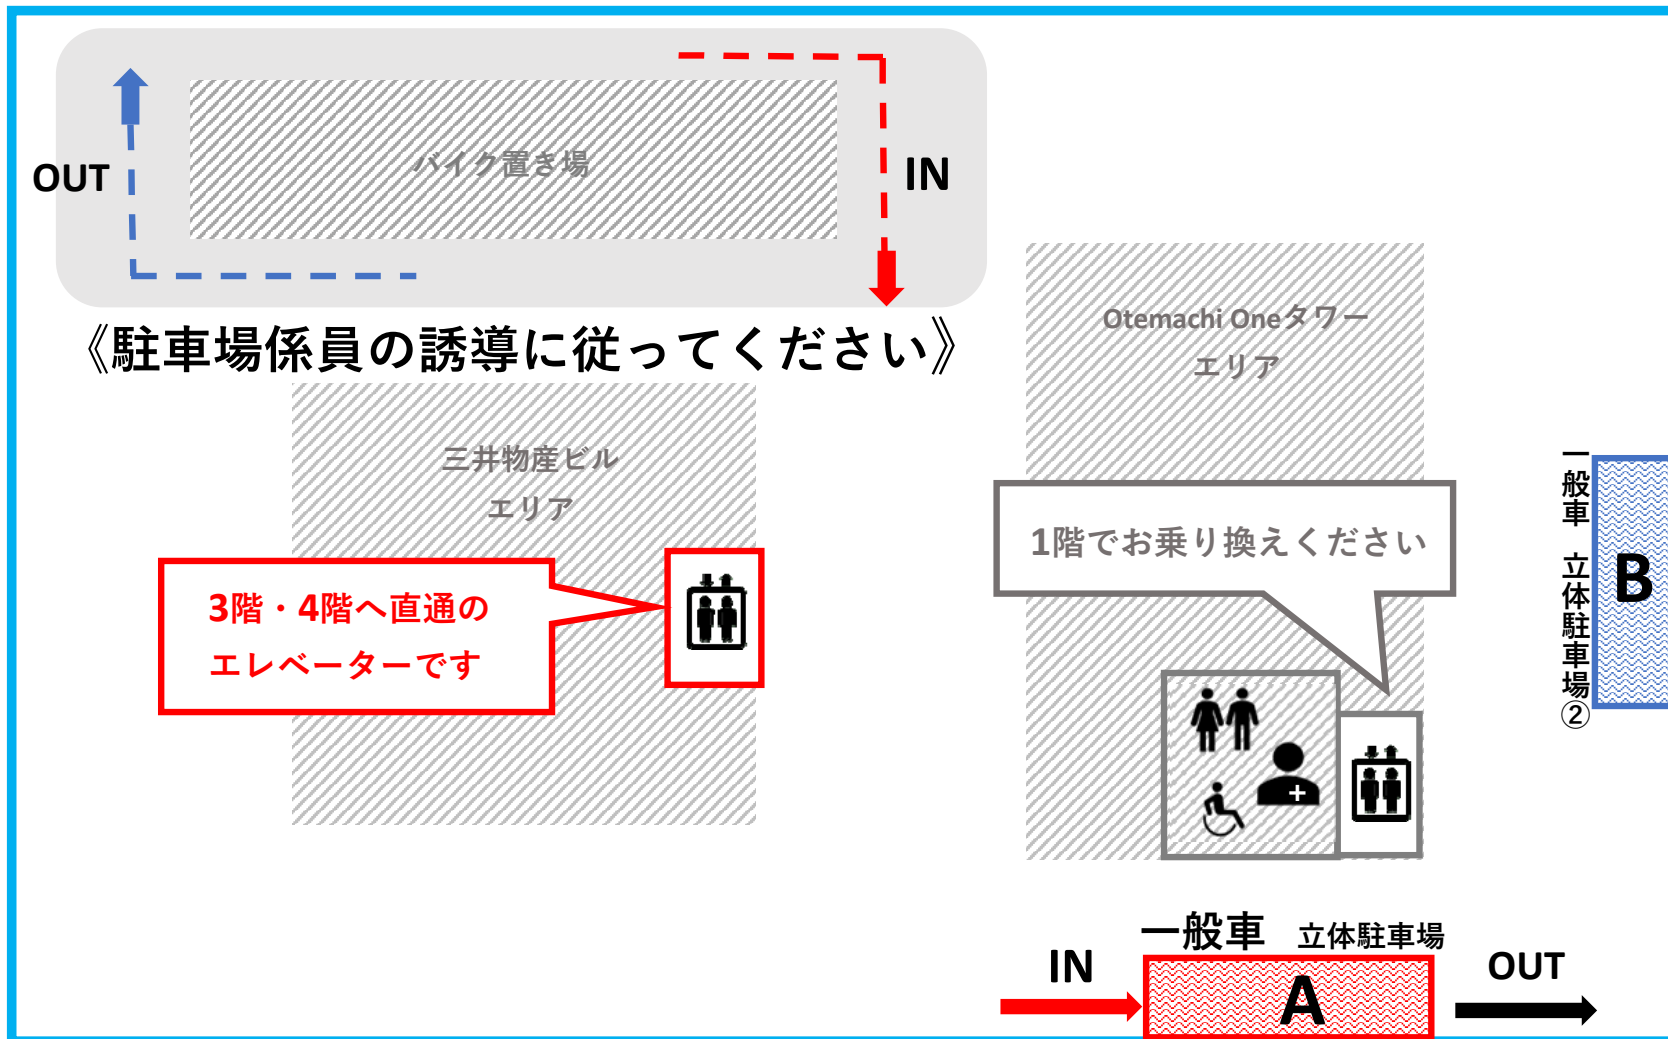 OUT
バイク置き場
IN
《駐車場係員の誘導に従ってください》
Otemachi Oneタワー
エリア
三井物産ビル
エリア
1階でお乗り換えください
3階・4階へ直通の
エレベーターです
一般車 立体駐車場②
B
一般車 立体駐車場
IN
A
OUT